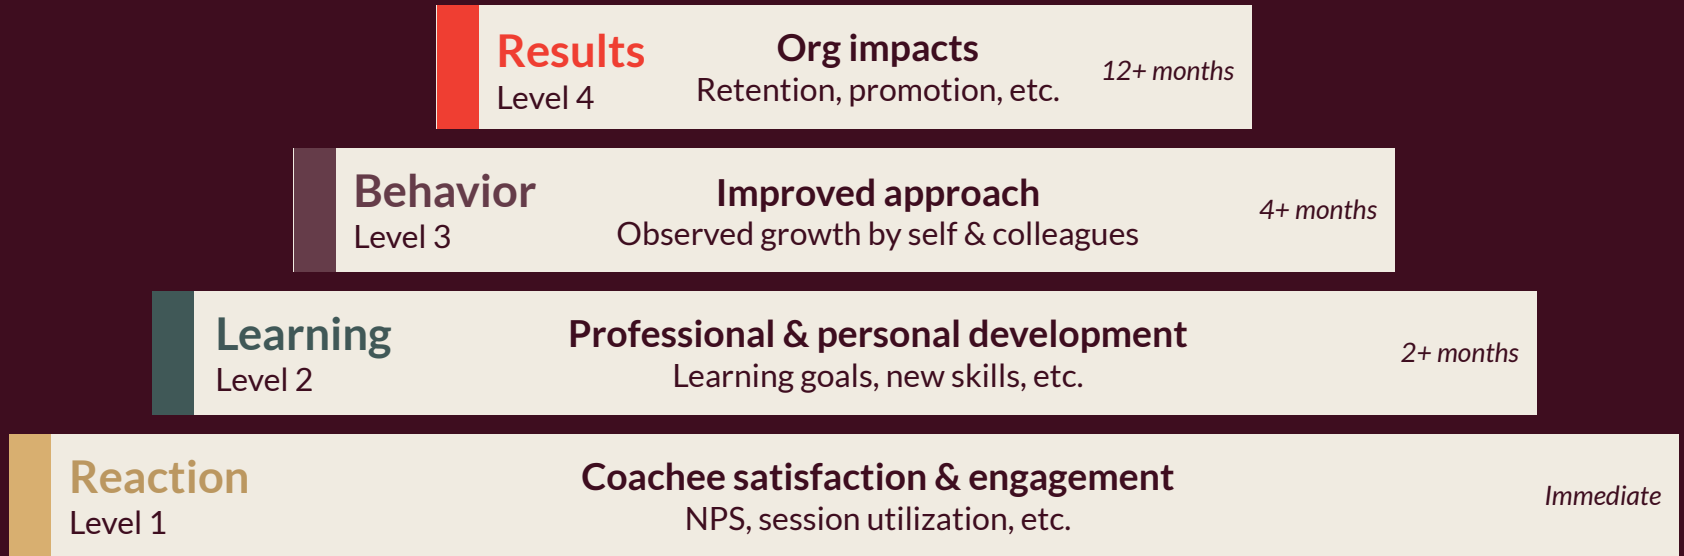 Results
Level 4
Org impacts
Retention, promotion, etc.
12+ months
Behavior
Level 3
Improved approach
Observed growth by self & colleagues
4+ months
Learning
Level 2
Professional & personal development
Learning goals, new skills, etc.
2+ months
Reaction
Level 1
Coachee satisfaction & engagement
NPS, session utilization, etc.
Immediate